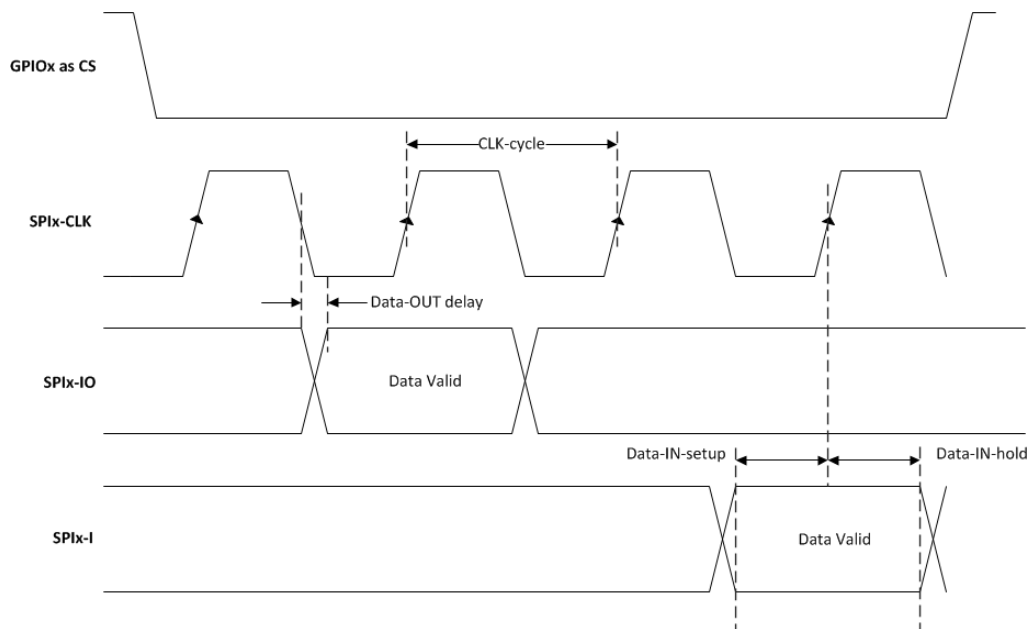 GPIOx as CS
CLK-cycle
SPIx-CLK
Data-OUT delay
SPIx-IO
Data Valid
Data-IN-setup
Data-IN-hold
SPIx-I
Data Valid